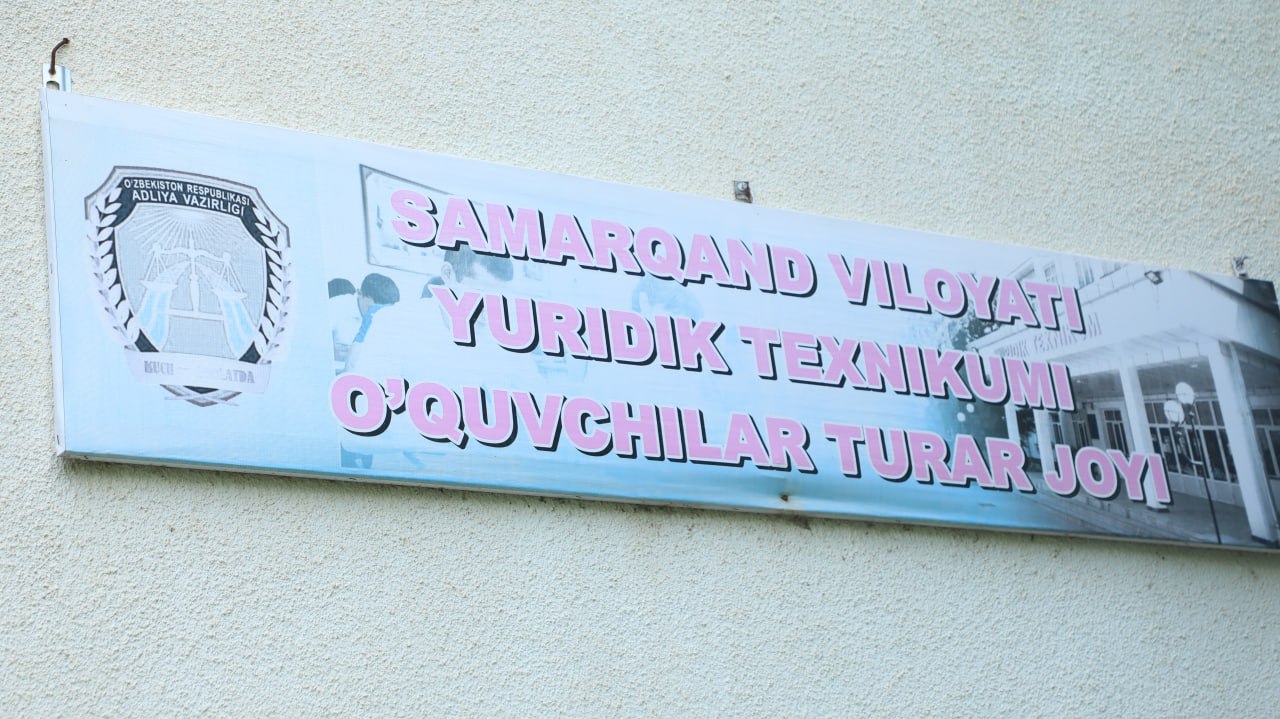 O'ZBEKISTON RESPUBLIKASI
ADLIYA VAZIRLIGI
SAMARQAND VILOYATI
YURIDIK TEXNIKUMI
O'QUVCHILAR TURAR JOYI